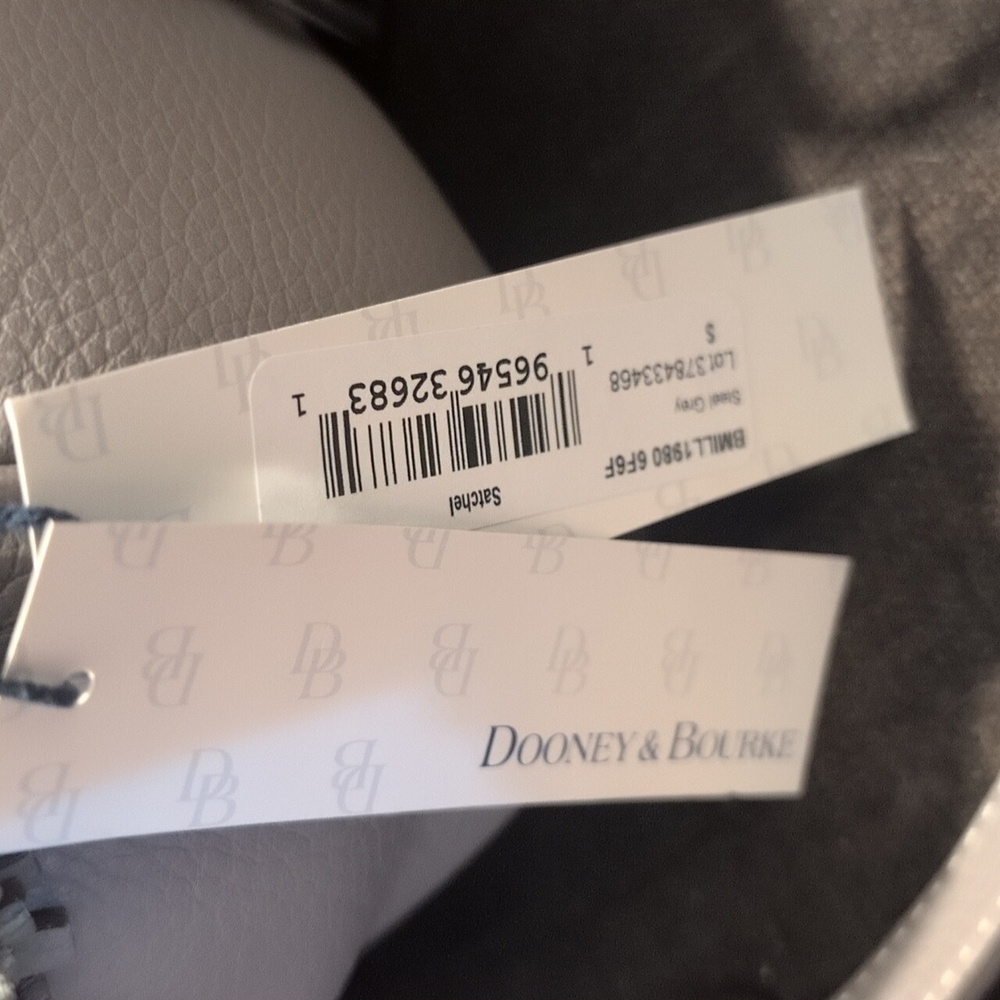 BMILL1980 6F6F
Satchel
Steel Grey
Lot 378433468
$
1 96546 32683 1
DOONEY & BOURKE